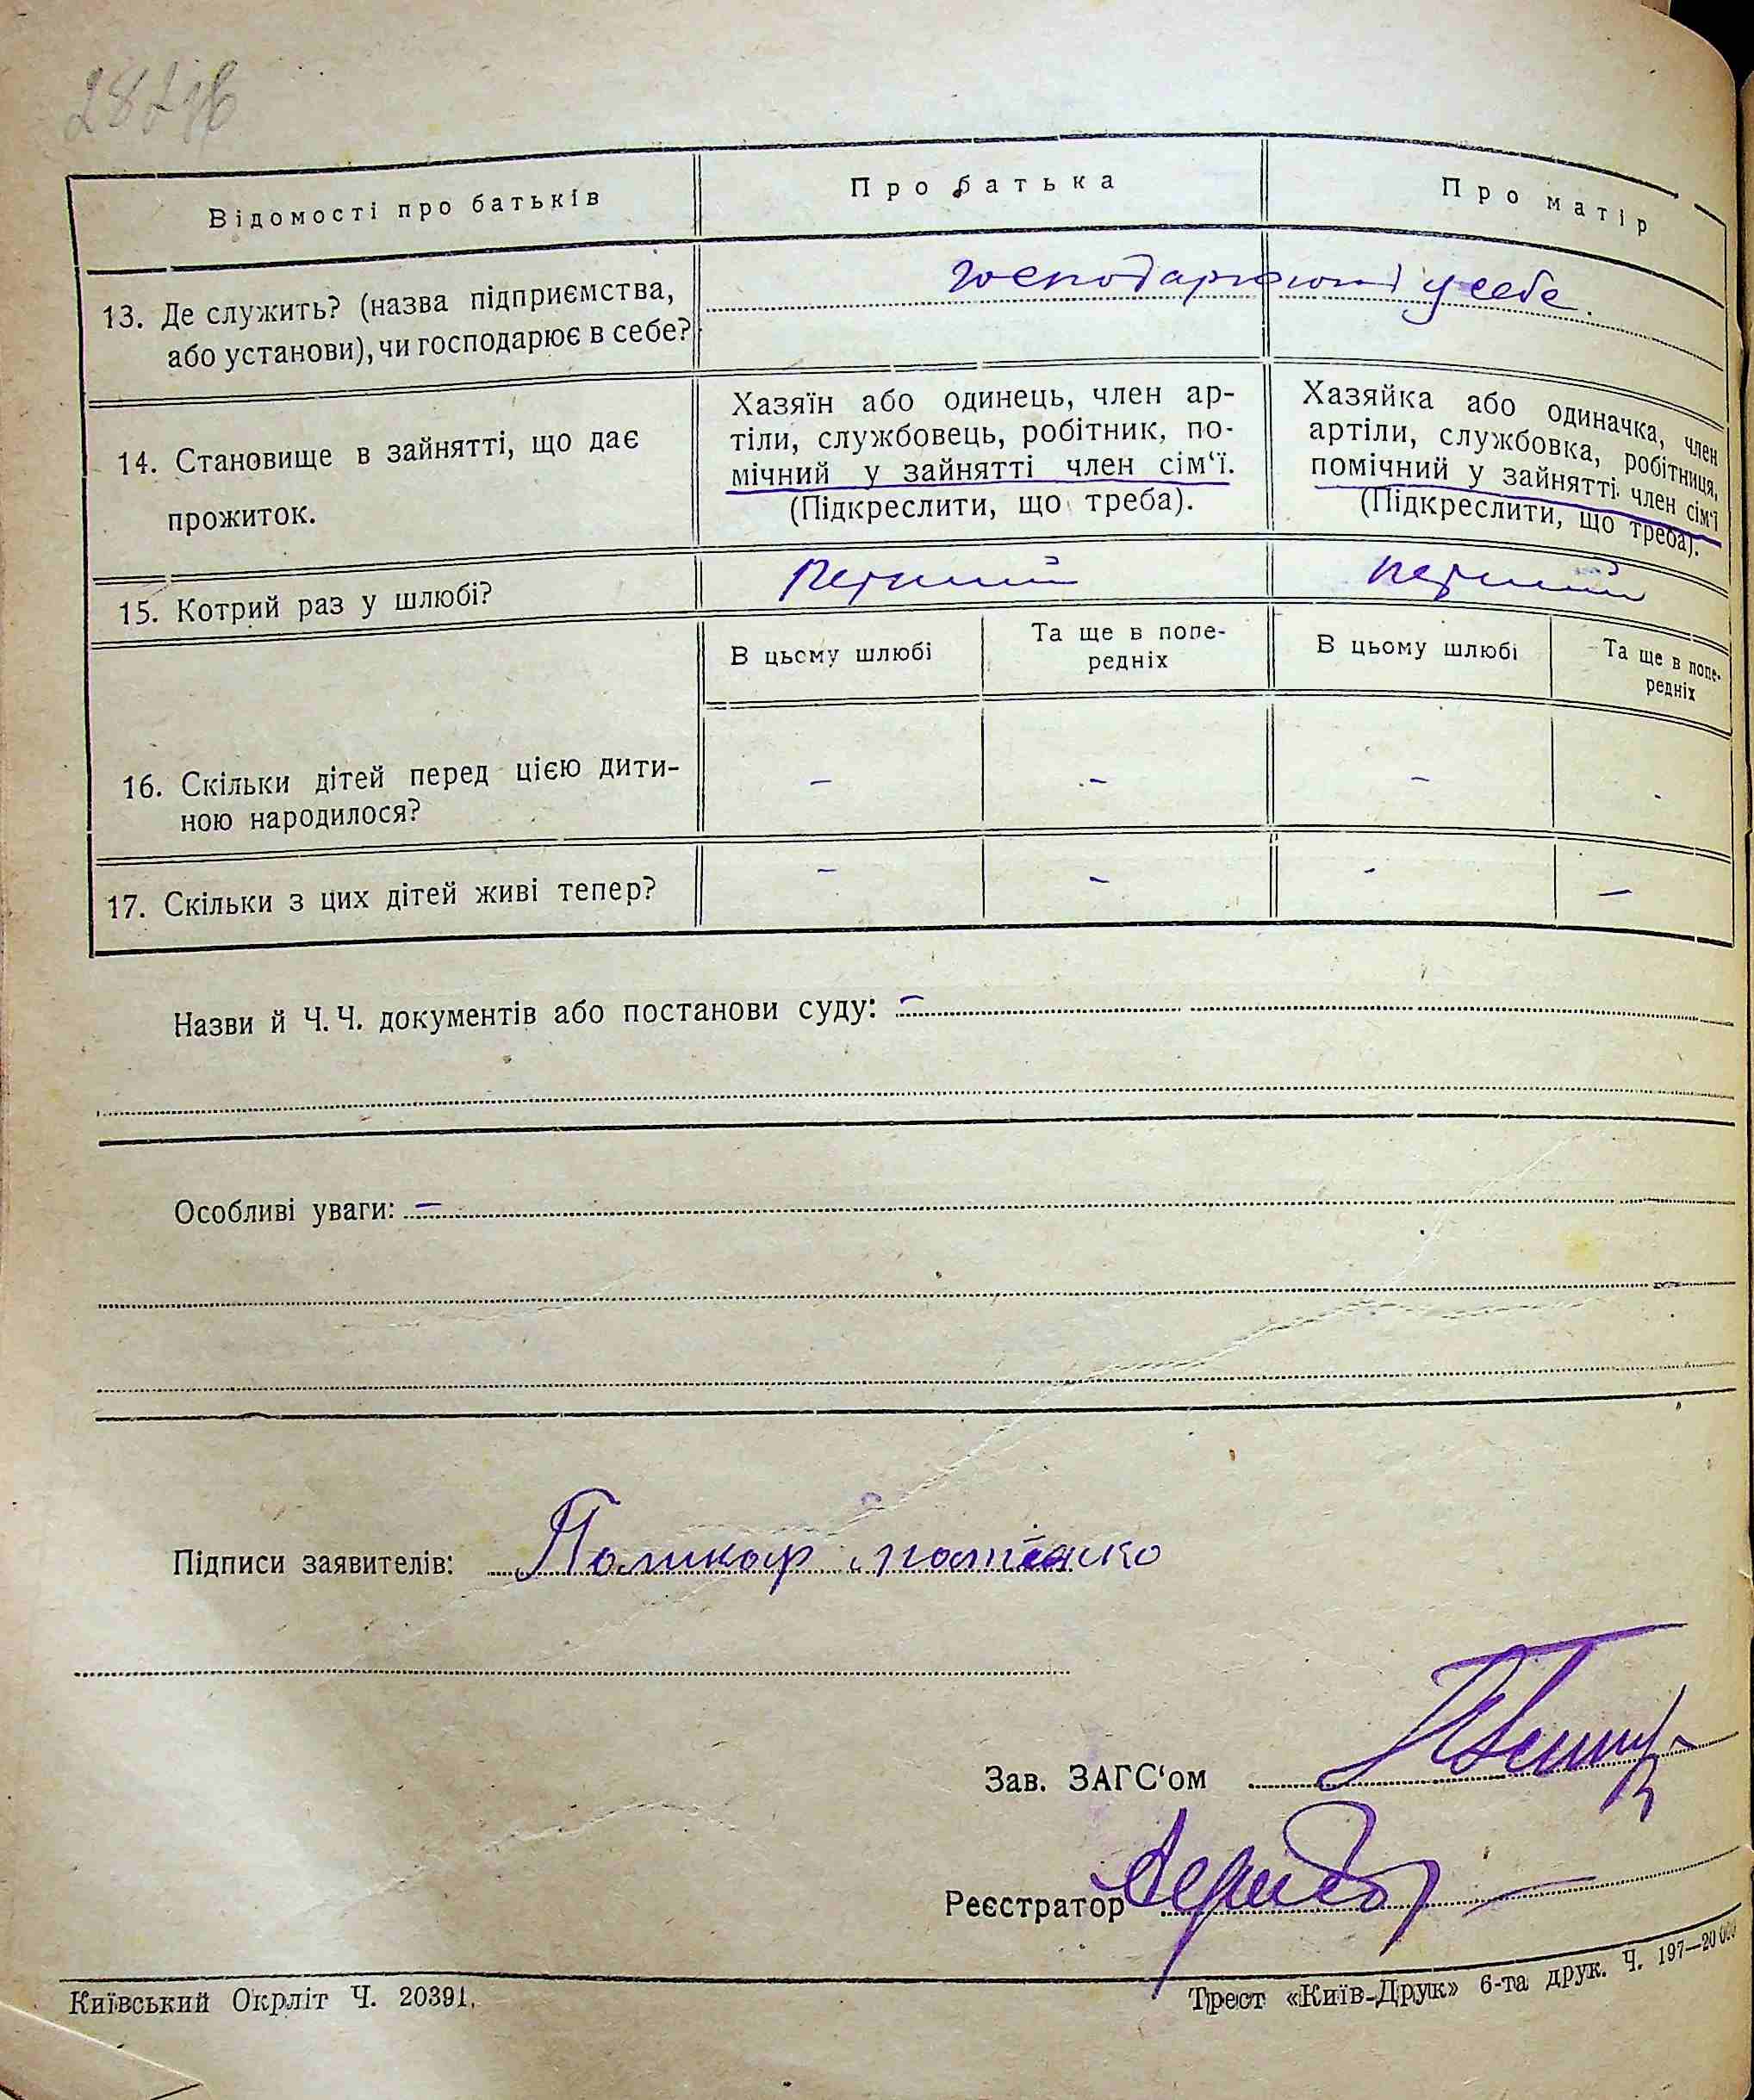 Відомості про батьків
Про батька
Про матір
13. Де служить? (назва підприємства,
або установи), чи господарює в себе?
господарюють у себе.
14. Становище в зайнятті, що дає
прожиток.
Хазяїн або одинець, член ар-
тіли, службовець, робітник, по-
мічний у зайнятті член сім‘ї.
(Підкреслити, що треба).
Хазяйка або одиначка, член
артіли, службовка, робітниця,
помічний у зайнятті член сім‘ї
(Підкреслити, що треба).
15. Котрий раз у шлюбі?
перший
перший
В цьому шлюбі
Та ще в попе-
редніх
В цьому шлюбі
Та ще в попе-
редніх
16. Скільки дітей перед цією дити-
ною народилося?
–
–
–
-
17. Скільки з цих дітей живі тепер?
–
–
-
–
Назви й Ч. Ч. документів або постанови суду: –
Особливі уваги: –
Підписи заявителів: Поликар
Зав. ЗАГС‘ом
Реєстратор
Київський Окрліт Ч. 20391.
Трест «Київ-Друк» 6-та друк. Ч. 197—20 000